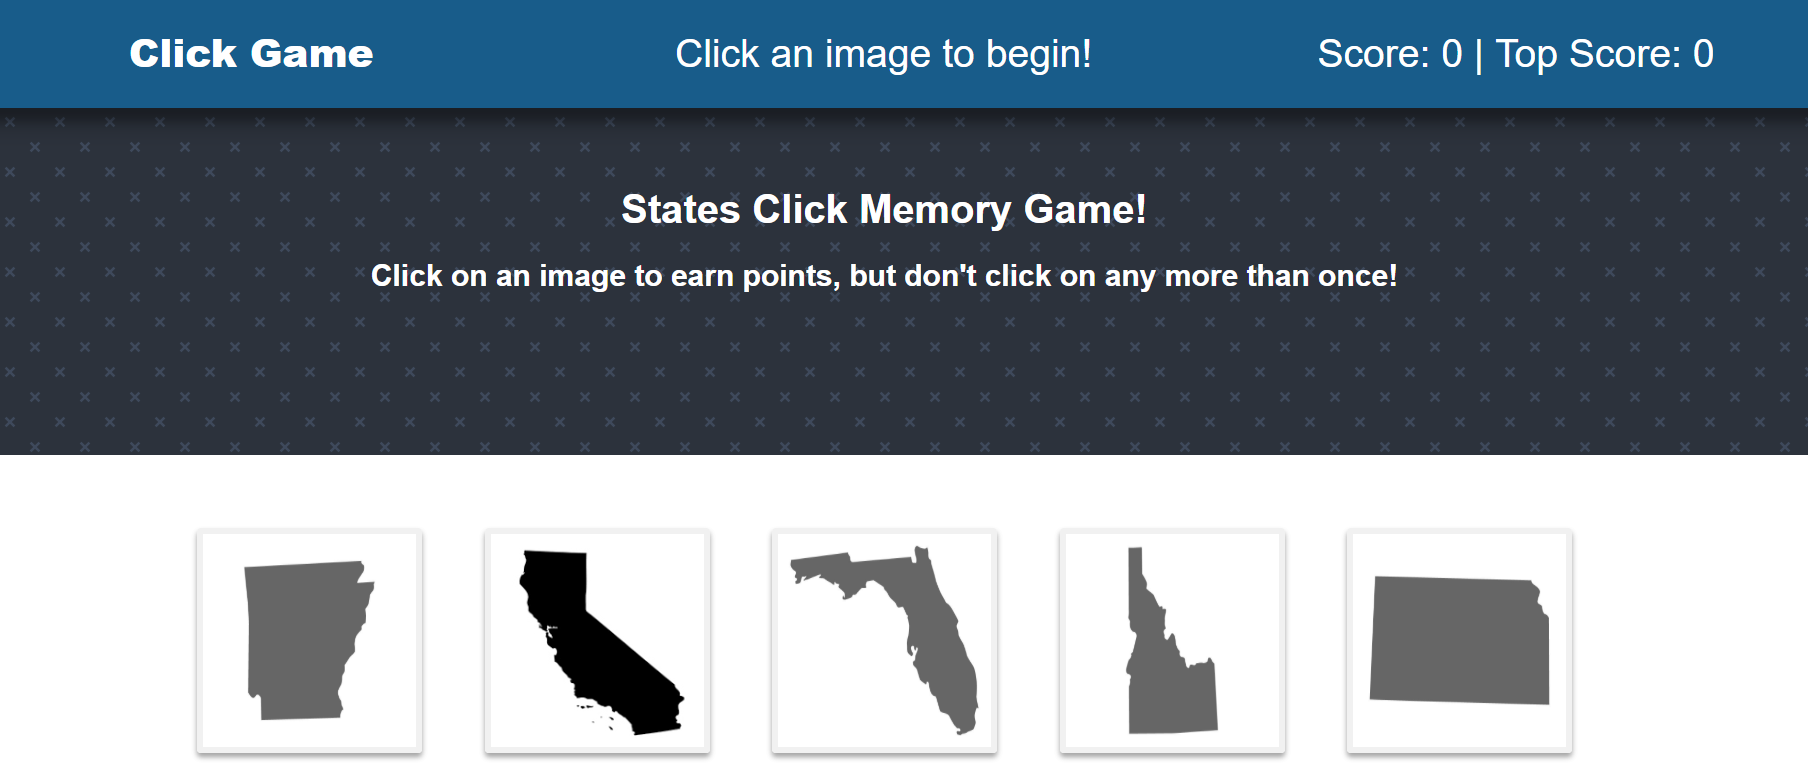 Click Game
Click an image to begin!
Score: 0 | Top Score: 0
States Click Memory Game!
Click on an image to earn points, but don't click on any more than once!